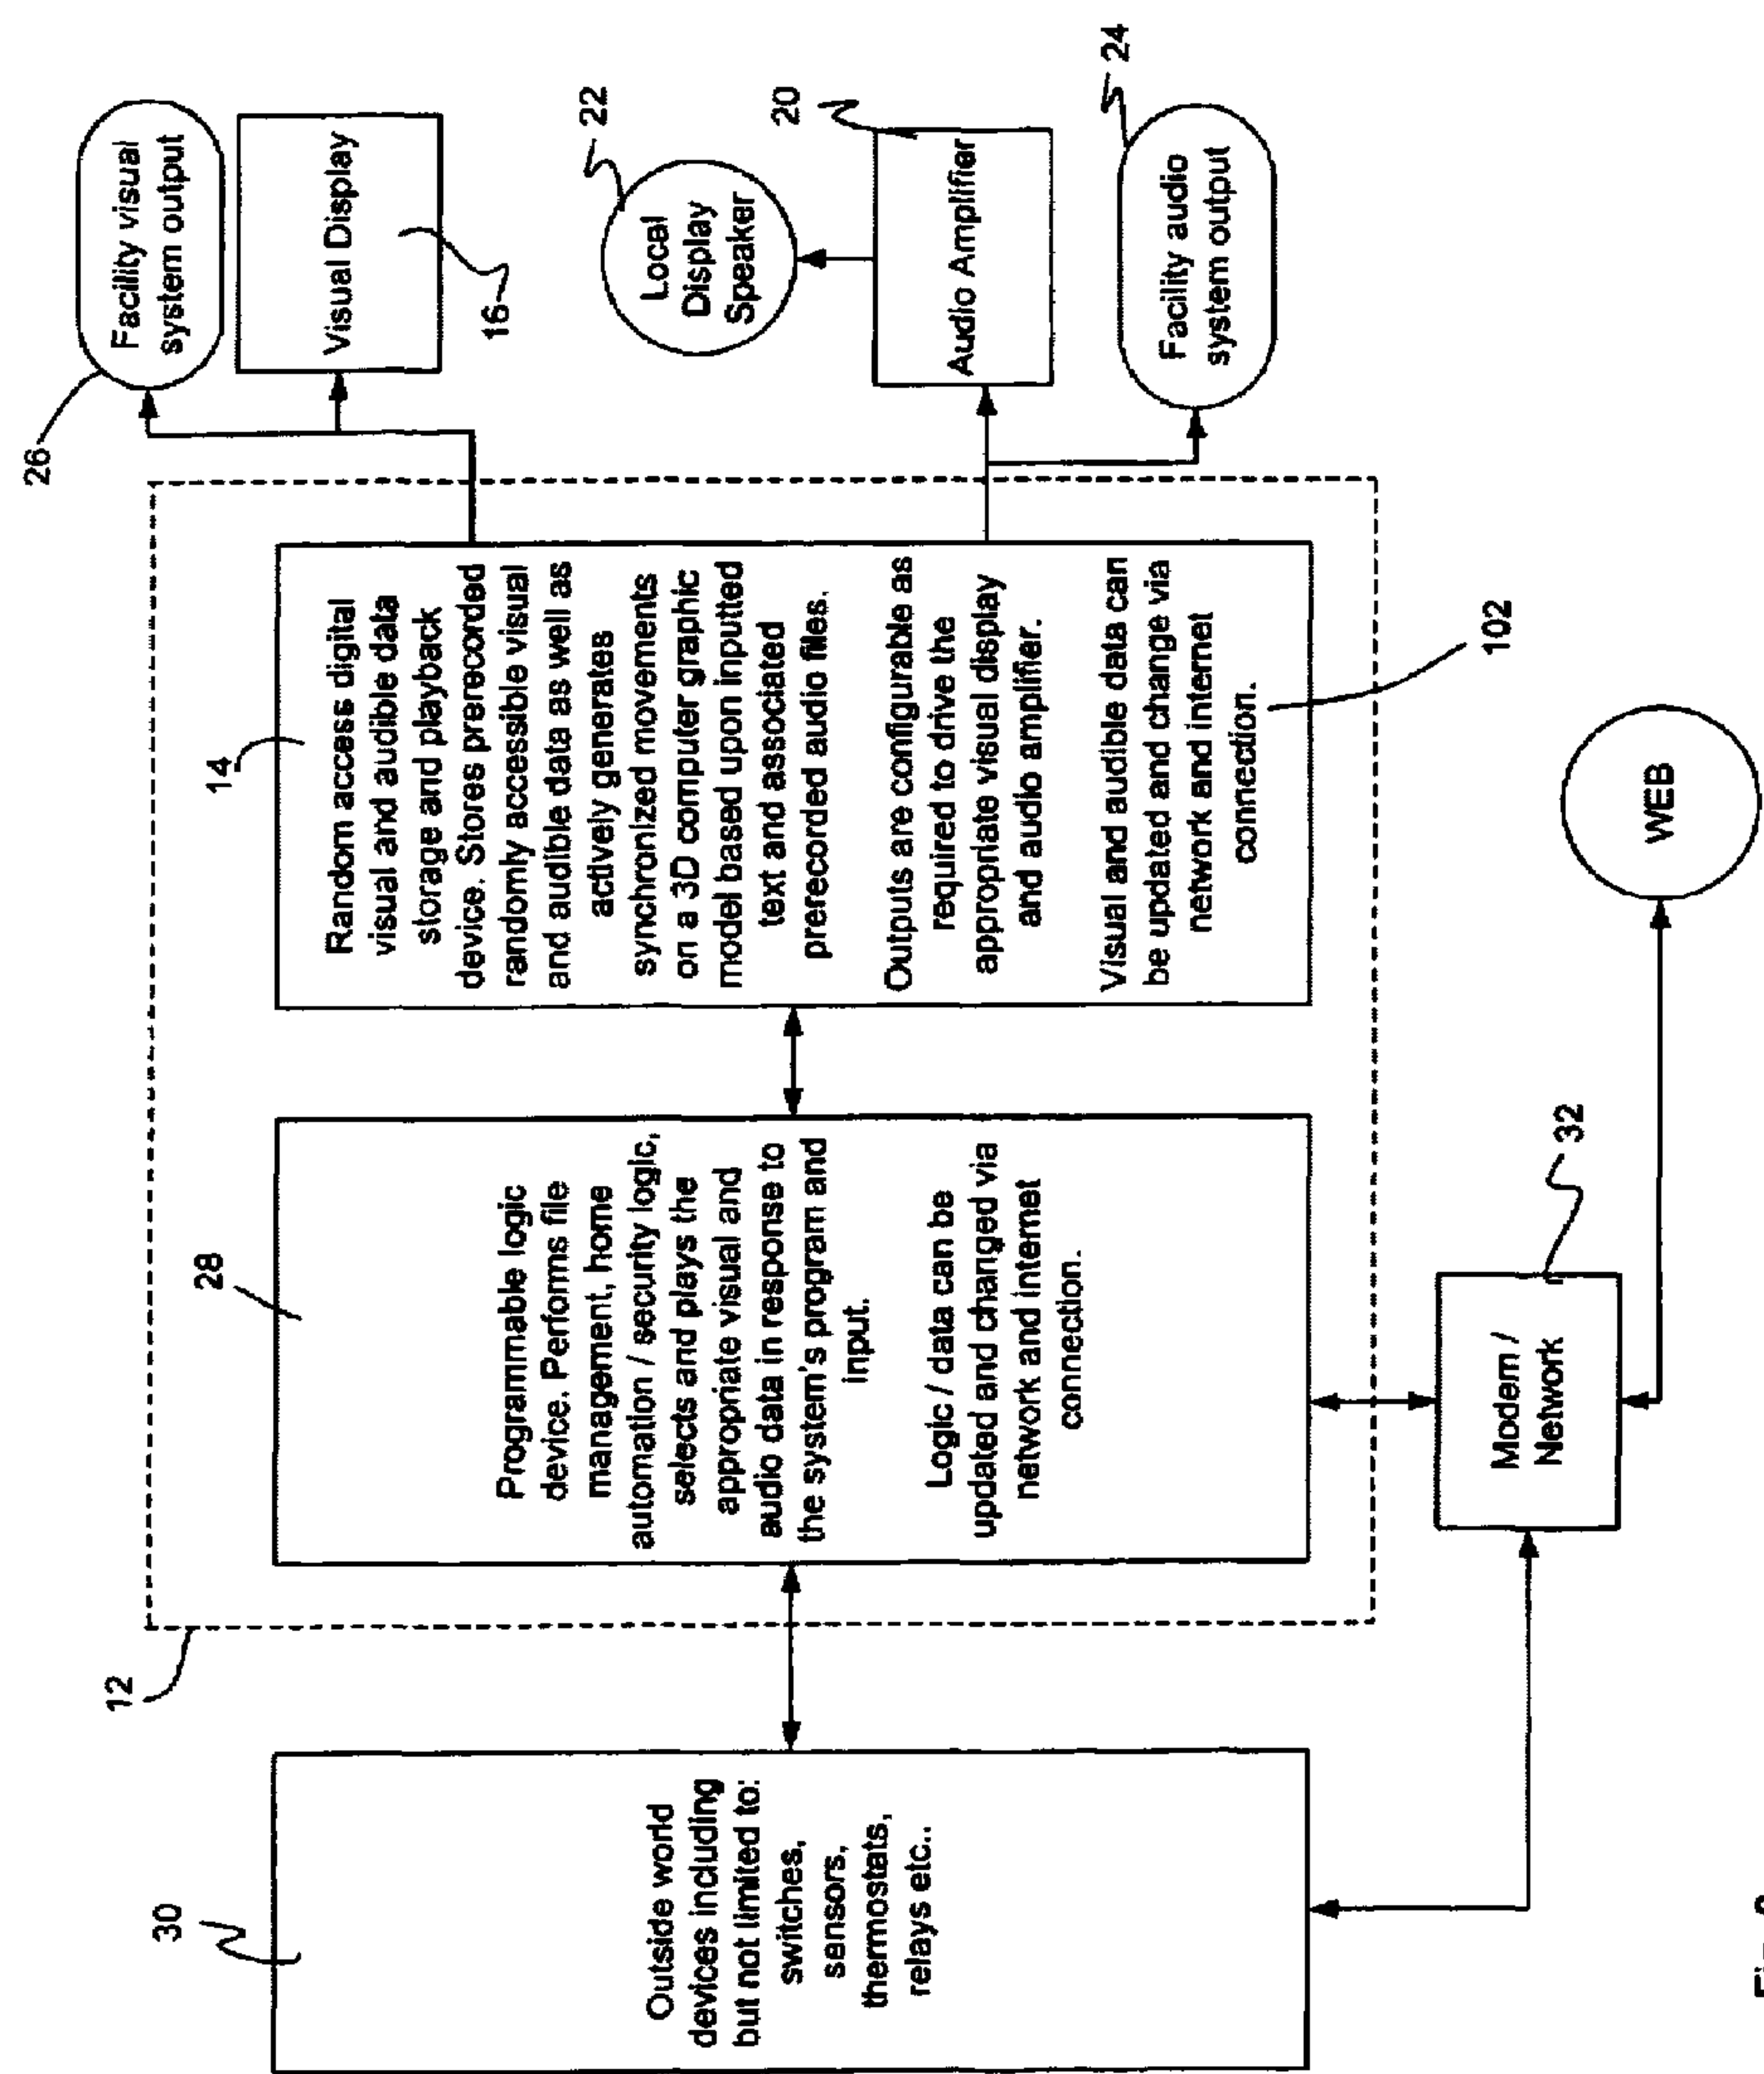 30
Outside world
devices including
but not limited to:
switches,
sensors,
thermostats,
relays etc..
12
28
Programmable logic
device. Performs file
management, home
automation / security logic,
selects and plays the
appropriate visual and
audio data in response to
the system's program and
input.
Logic / data can be
updated and changed via
network and internet
connection.
14
Random access digital
visual and audible data
storage and playback
device. Stores prerecorded
randomly accessible visual
and audible data as well as
actively generates
synchronized movements
on a 3D computer graphic
model based upon inputted
text and associated
prerecorded audio files.
Outputs are configurable as
required to drive the
appropriate visual display
and audio amplifier.
Visual and audible data can
be updated and change via
network and internet
connection.
102
26
Facility visual
system output
Visual Display
16
22
Local
Display
Speaker
20
Audio Amplifier
24
Facility audio
system output
Modem /
Network
32
WEB